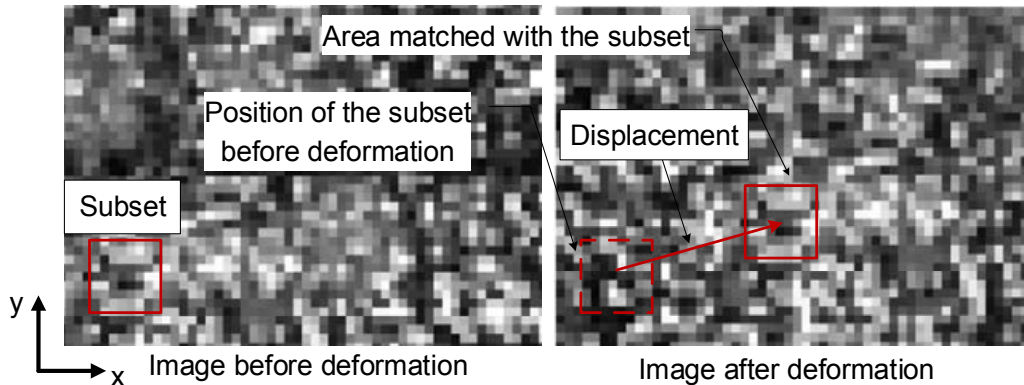 Area matched with the subset
Position of the subset
before deformation
Displacement
Subset
y
x
Image before deformation
Image after deformation